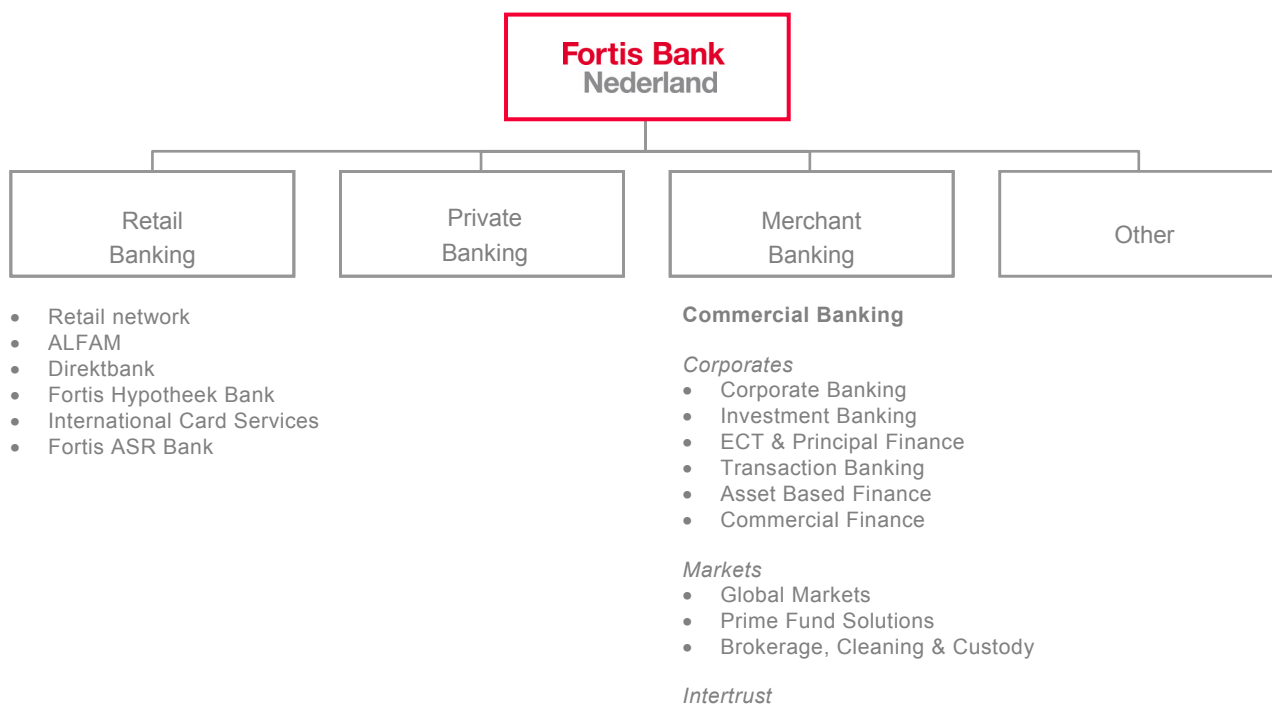 Fortis Bank
Nederland
Retail
Banking
Private
Banking
Merchant
Banking
Other
• Retail network
• ALFAM
• Direktbank
• Fortis Hypotheek Bank
• International Card Services
• Fortis ASR Bank
Commercial Banking
Corporates
• Corporate Banking
• Investment Banking
• ECT & Principal Finance
• Transaction Banking
• Asset Based Finance
• Commercial Finance
Markets
• Global Markets
• Prime Fund Solutions
• Brokerage, Cleaning & Custody
Intertrust